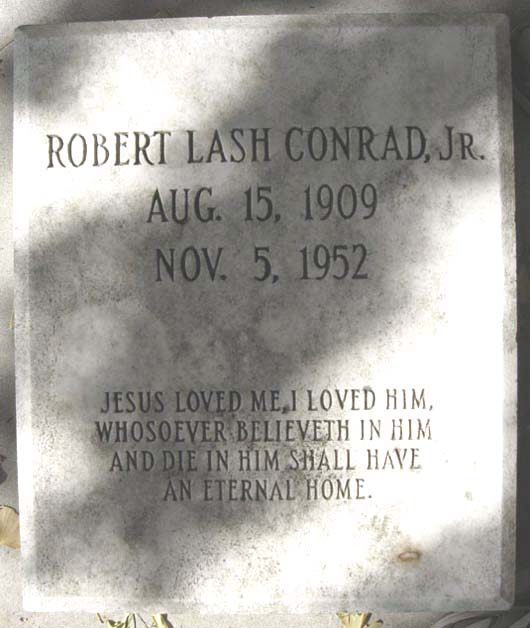 ROBERT LASH CONRAD, JR.
AUG. 15, 1909
NOV. 5, 1952
JESUS LOVED ME, I LOVED HIM,
WHOSOEVER BELIEVETH IN HIM
AND DIE IN HIM SHALL HAVE
AN ETERNAL HOME.